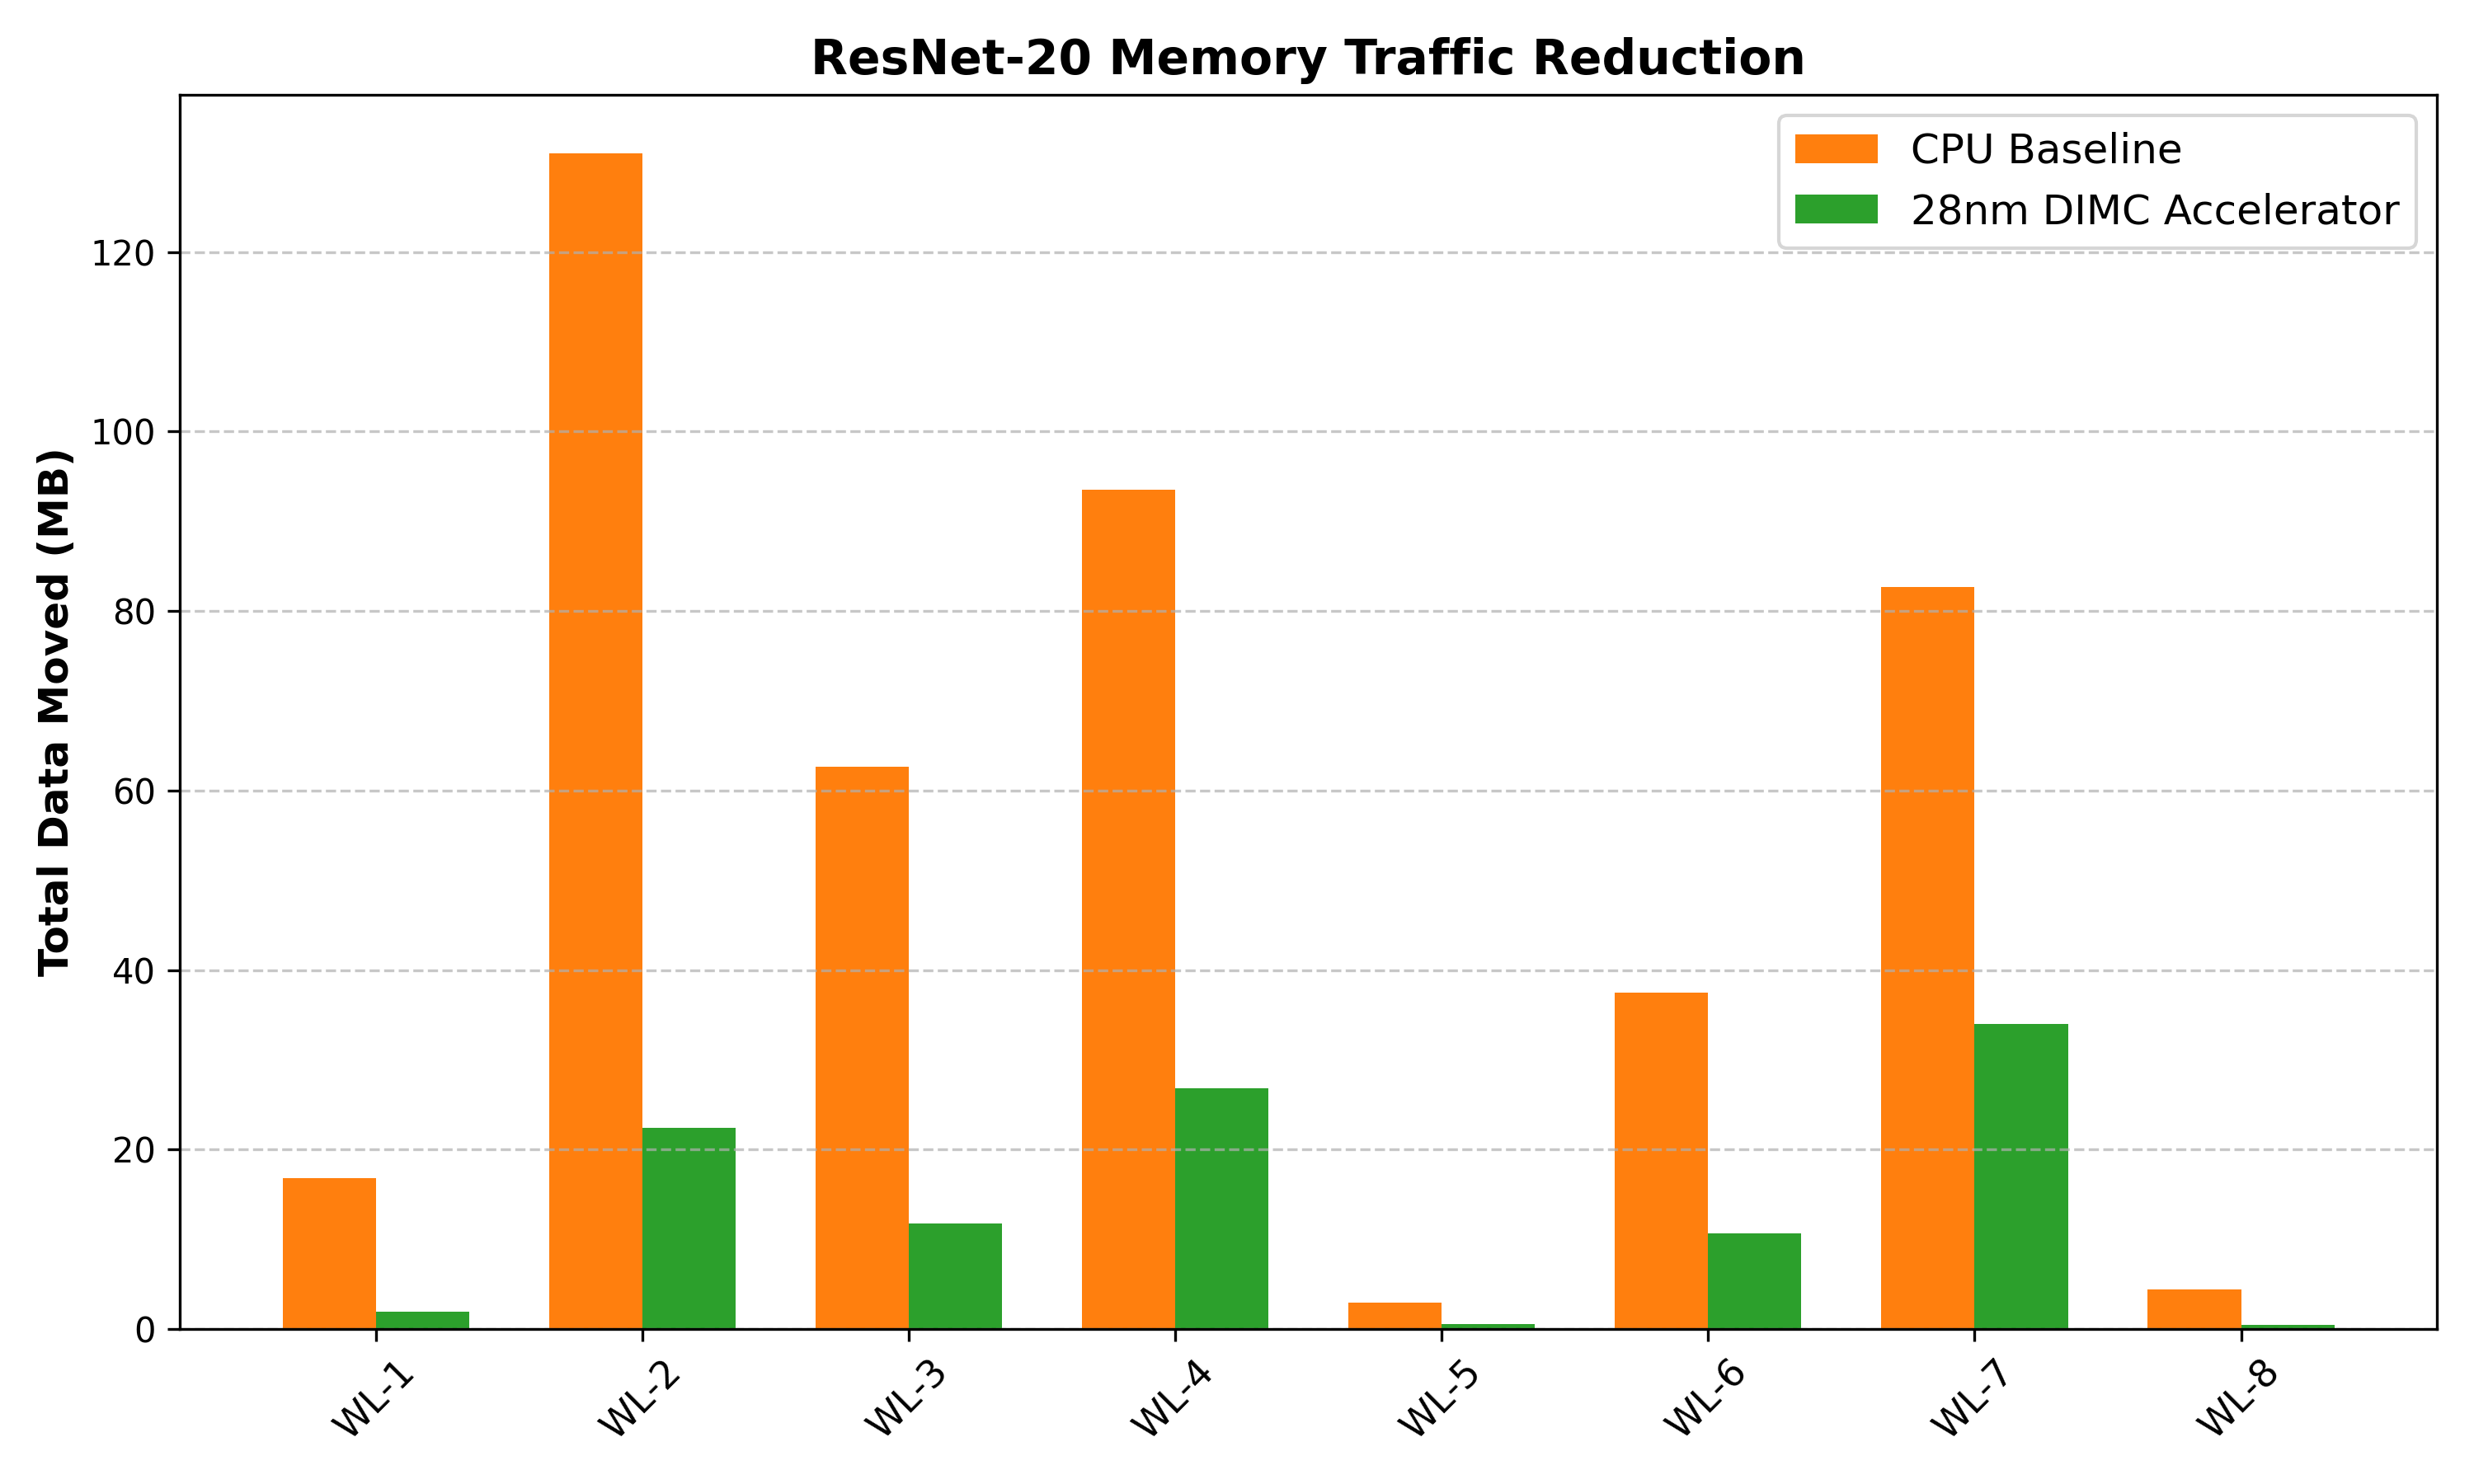 ResNet-20 Memory Traffic Reduction
CPU Baseline
28nm DIMC Accelerator
Total Data Moved (MB)
120
100
80
60
40
20
0
WL-1
WL-2
WL-3
WL-4
WL-5
WL-6
WL-7
WL-8